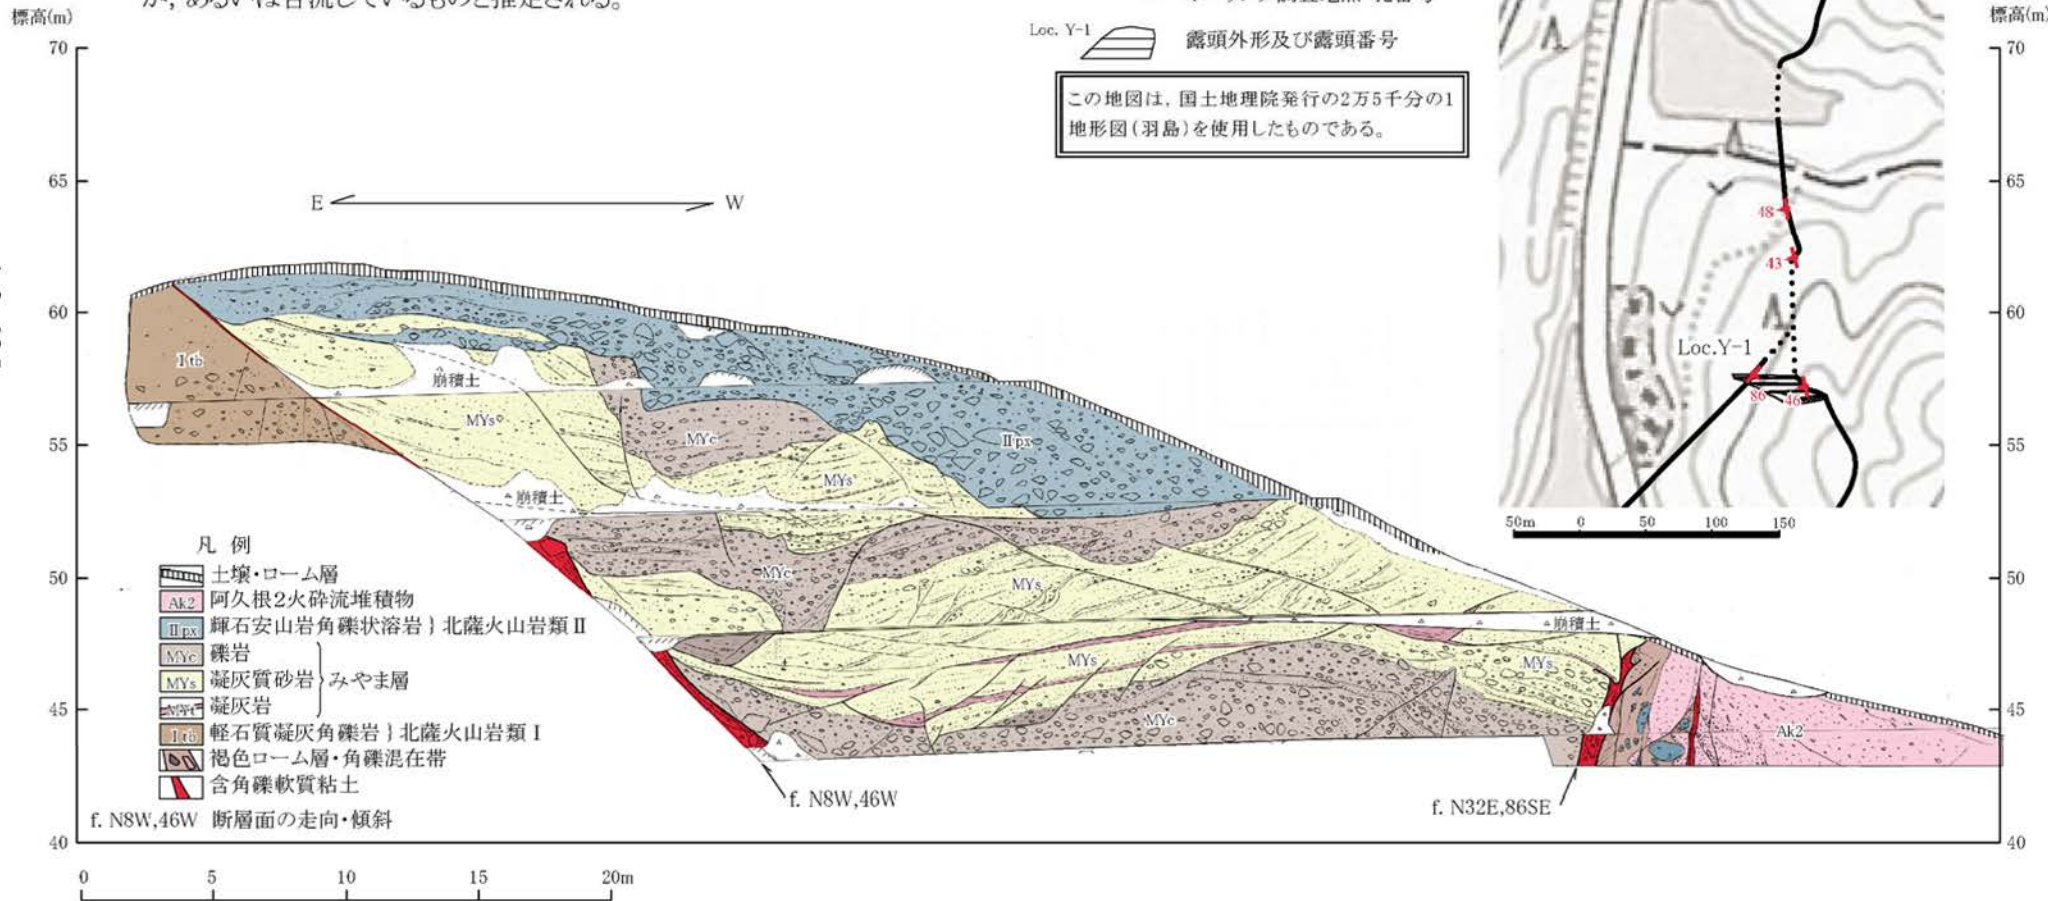 が, あるいは合流しているものと推定される。
標高(m)
標高(m)
Loc. Y-1 露頭外形及び露頭番号
この地図は, 国土地理院発行の2万5千分の1
地形図(羽島)を使用したものである。
70
65
60
55
50
45
40
70
65
60
55
50
45
40
E W
48
43
Loc.Y-1
86 46
50m 0 50 100 150
Ⅰtb
崩積土
MYs
MYc
Ⅱpx
MYs
崩積土
MYc
MYs
崩積土
MYs
MYs
MYc
Ak2
凡 例
土壌・ローム層
Ak2 阿久根2火砕流堆積物
Ⅱpx 輝石安山岩角礫状溶岩 } 北薩火山岩類Ⅱ
MYc 礫岩
MYs 凝灰質砂岩 } みやま層
MYt 凝灰岩
Ⅰtb 軽石質凝灰角礫岩 } 北薩火山岩類Ⅰ
褐色ローム層・角礫混在帯
含角礫軟質粘土
f. N8W,46W 断層面の走向・傾斜
f. N8W,46W
f. N32E,86SE
0 5 10 15 20m